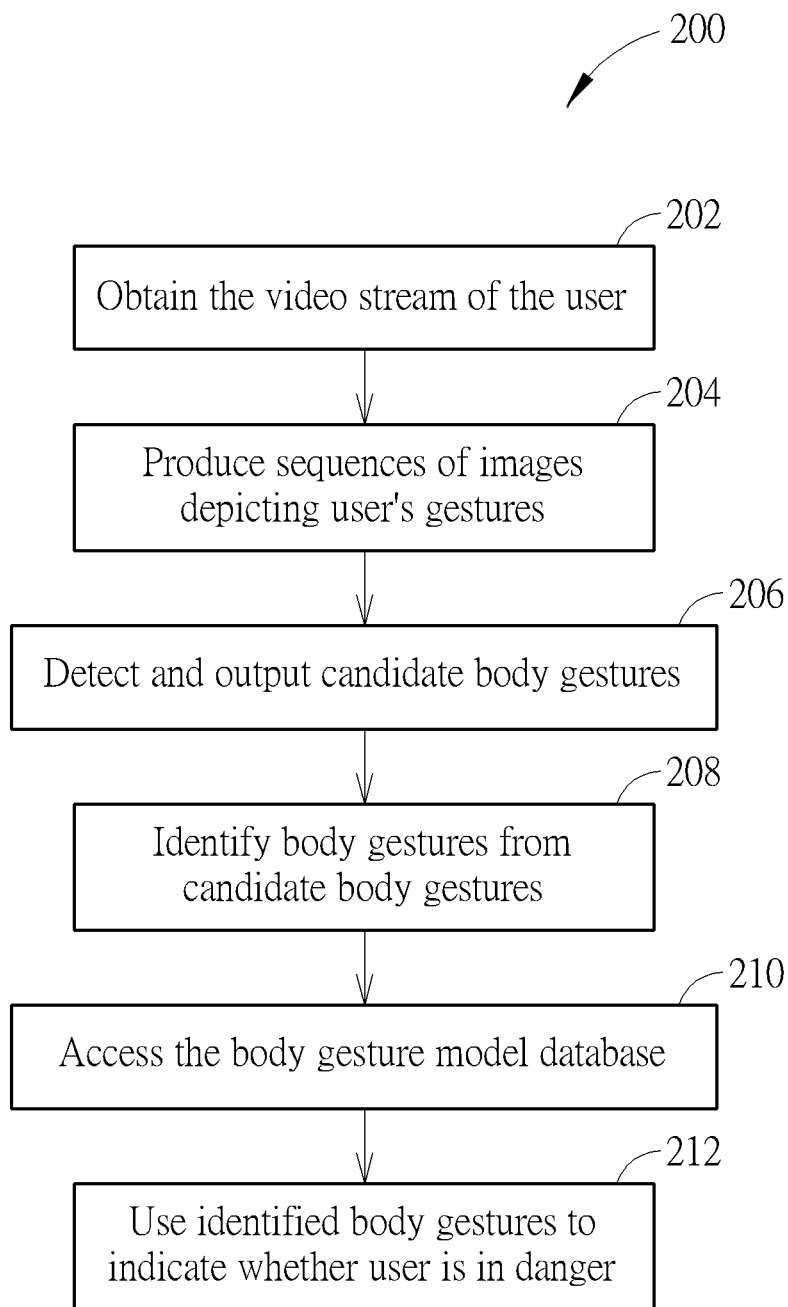 200
202
Obtain the video stream of the user
204
Produce sequences of images
depicting user's gestures
206
Detect and output candidate body gestures
208
Identify body gestures from
candidate body gestures
210
Access the body gesture model database
212
Use identified body gestures to
indicate whether user is in danger